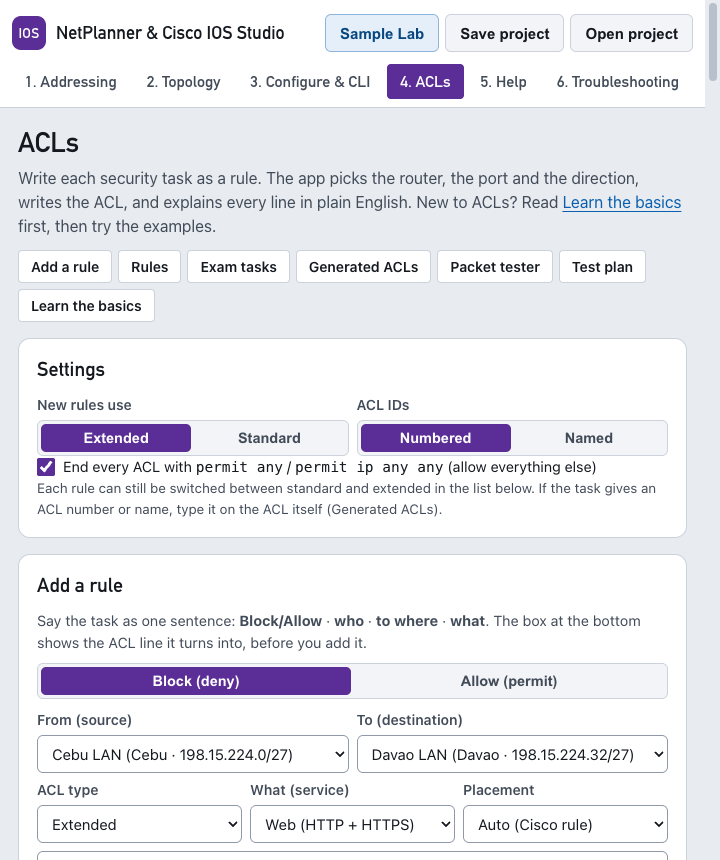 IOS NetPlanner & Cisco IOS Studio Sample Lab Save project Open project
1. Addressing 2. Topology 3. Configure & CLI 4. ACLs 5. Help 6. Troubleshooting
ACLs
Write each security task as a rule. The app picks the router, the port and the direction,
writes the ACL, and explains every line in plain English. New to ACLs? Read Learn the basics
first, then try the examples.
Add a rule Rules Exam tasks Generated ACLs Packet tester Test plan
Learn the basics
Settings
New rules use ACL IDs
Extended Standard Numbered Named
End every ACL with permit any / permit ip any any (allow everything else)
Each rule can still be switched between standard and extended in the list below. If the task gives an
ACL number or name, type it on the ACL itself (Generated ACLs).
Add a rule
Say the task as one sentence: Block/Allow · who · to where · what. The box at the bottom
shows the ACL line it turns into, before you add it.
Block (deny) Allow (permit)
From (source) To (destination)
Cebu LAN (Cebu · 198.15.224.0/27) Davao LAN (Davao · 198.15.224.32/27)
ACL type What (service) Placement
Extended Web (HTTP + HTTPS) Auto (Cisco rule)